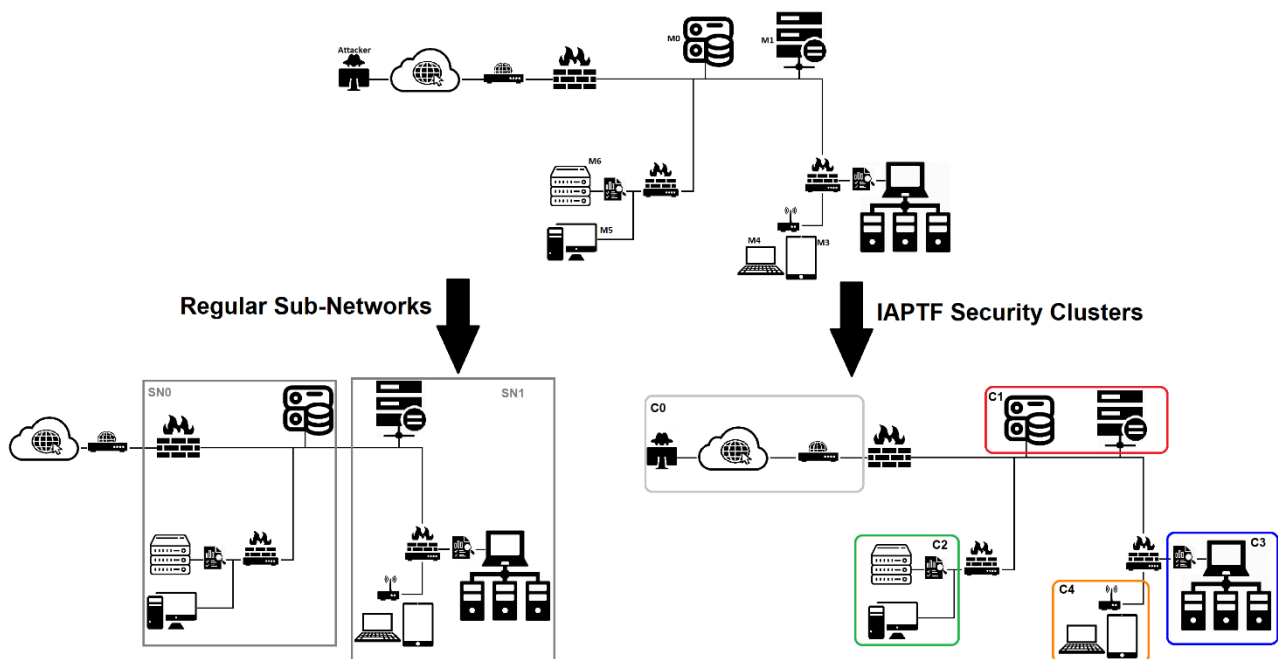 Attacker
M0
M1
M6
M5
M4
M3
Regular Sub-Networks
IAPTF Security Clusters
SN0
SN1
C0
C1
C2
C3
C4